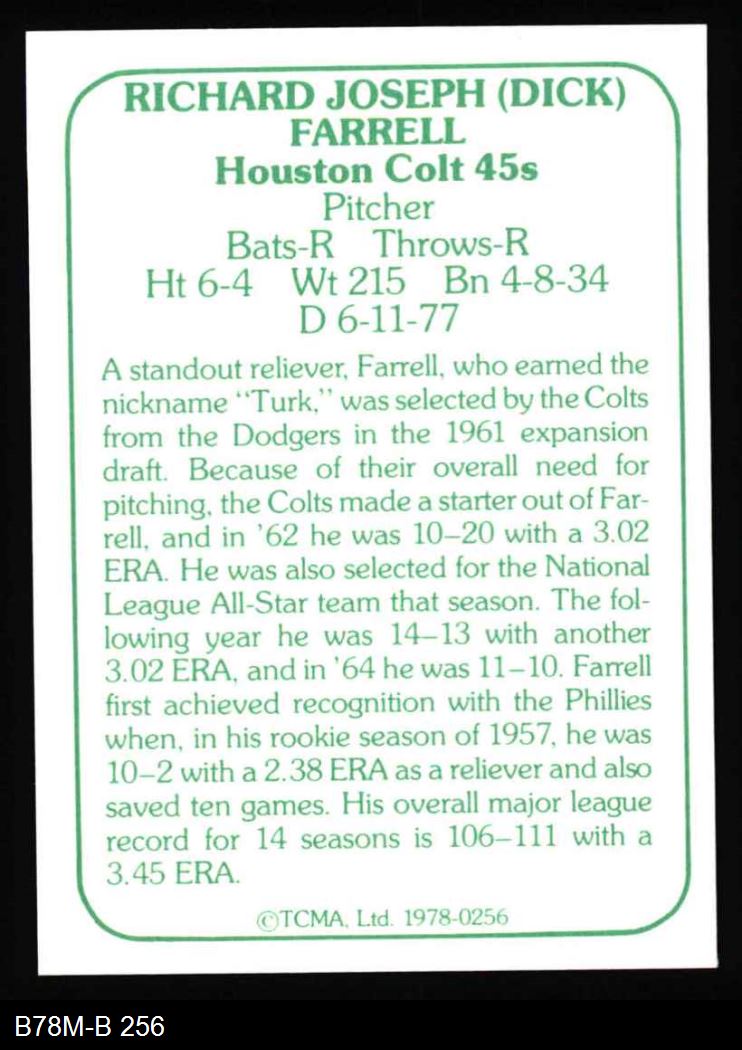 RICHARD JOSEPH (DICK)
FARRELL
Houston Colt 45s
Pitcher
Bats-R Throws-R
Ht 6-4 Wt 215 Bn 4-8-34
D 6-11-77
A standout reliever, Farrell, who earned the
nickname "Turk," was selected by the Colts
from the Dodgers in the 1961 expansion
draft. Because of their overall need for
pitching, the Colts made a starter out of Far-
rell, and in '62 he was 10–20 with a 3.02
ERA. He was also selected for the National
League All-Star team that season. The fol-
lowing year he was 14–13 with another
3.02 ERA, and in '64 he was 11–10. Farrell
first achieved recognition with the Phillies
when, in his rookie season of 1957, he was
10–2 with a 2.38 ERA as a reliever and also
saved ten games. His overall major league
record for 14 seasons is 106–111 with a
3.45 ERA.
©TCMA, Ltd. 1978-0256
B78M-B 256